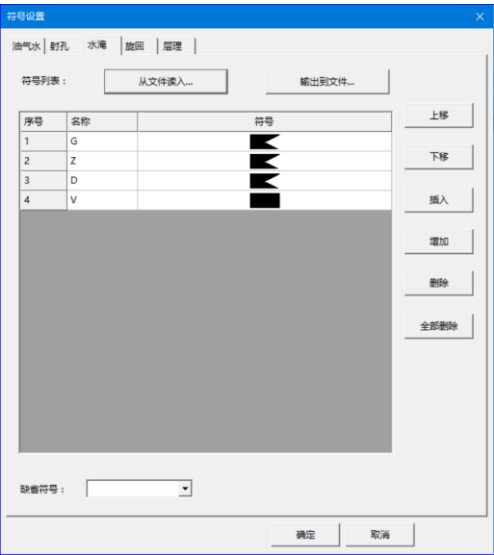 符号设置
油气水 射孔 水淹 旋回 层理
符号列表： 从文件读入... 输出到文件...
序号 名称 符号
1 G
2 Z
3 D
4 V
上移
下移
插入
增加
删除
全部删除
缺省符号：
确定 取消